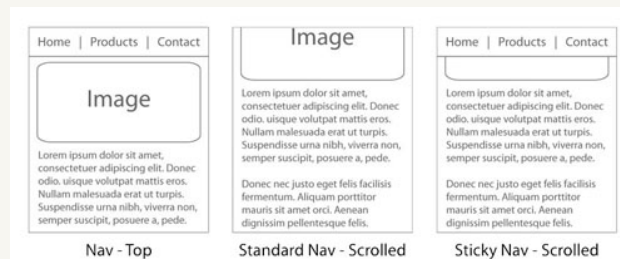 Home | Products | Contact
Image
Lorem ipsum dolor sit amet,
consectetuer adipiscing elit. Donec
odio. uisque volutpat mattis eros.
Nullam malesuada erat ut turpis.
Suspendisse urna nibh, viverra non,
semper suscipit, posuere a, pede.
Nav - Top
Image
Lorem ipsum dolor sit amet,
consectetuer adipiscing elit. Donec
odio. uisque volutpat mattis eros.
Nullam malesuada erat ut turpis.
Suspendisse urna nibh, viverra non,
semper suscipit, posuere a, pede.
Donec nec justo eget felis facilisis
fermentum. Aliquam porttitor
mauris sit amet orci. Aenean
dignissim pellentesque felis.
Standard Nav - Scrolled
Home | Products | Contact
Lorem ipsum dolor sit amet,
consectetuer adipiscing elit. Donec
odio. uisque volutpat mattis eros.
Nullam malesuada erat ut turpis.
Suspendisse urna nibh, viverra non,
semper suscipit, posuere a, pede.
Donec nec justo eget felis facilisis
fermentum. Aliquam porttitor
mauris sit amet orci. Aenean
dignissim pellentesque felis.
Sticky Nav - Scrolled